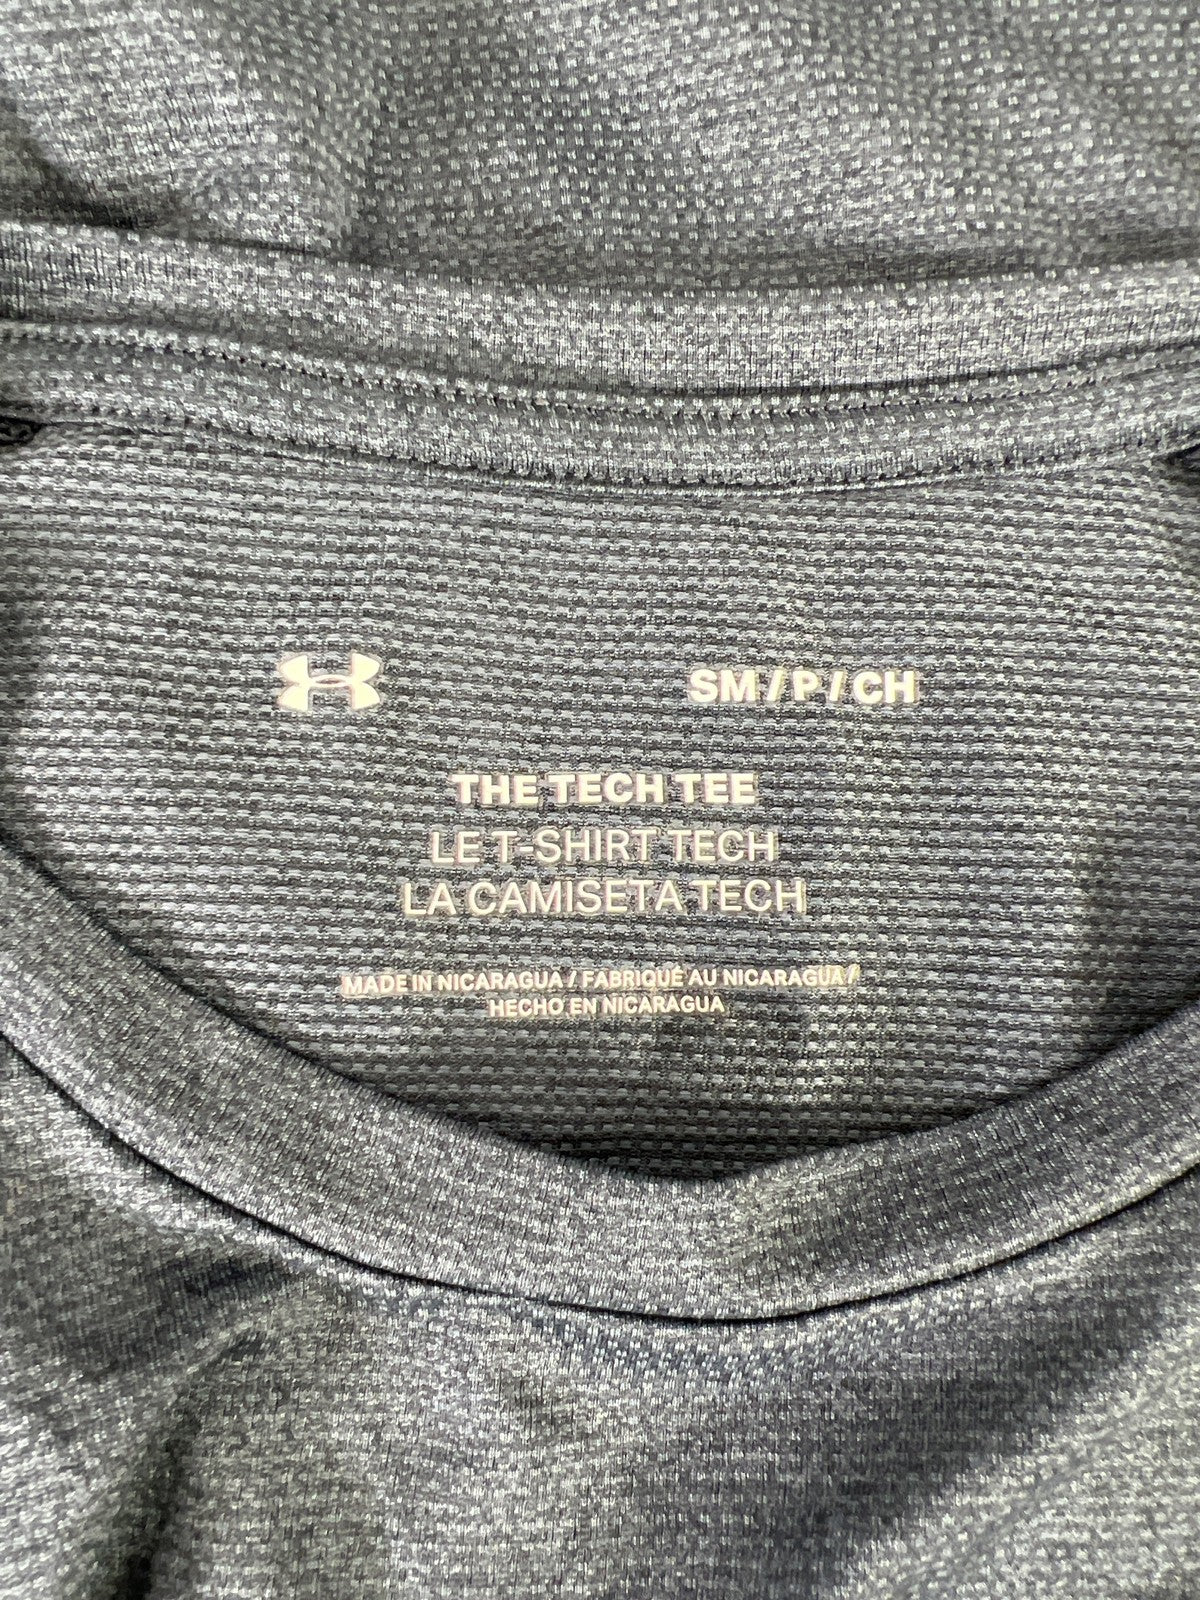 SM/P/CH
THE TECH TEE
LE T-SHIRT TECH
LA CAMISETA TECH
MADE IN NICARAGUA / FABRIQUÉ AU NICARAGUA /
HECHO EN NICARAGUA